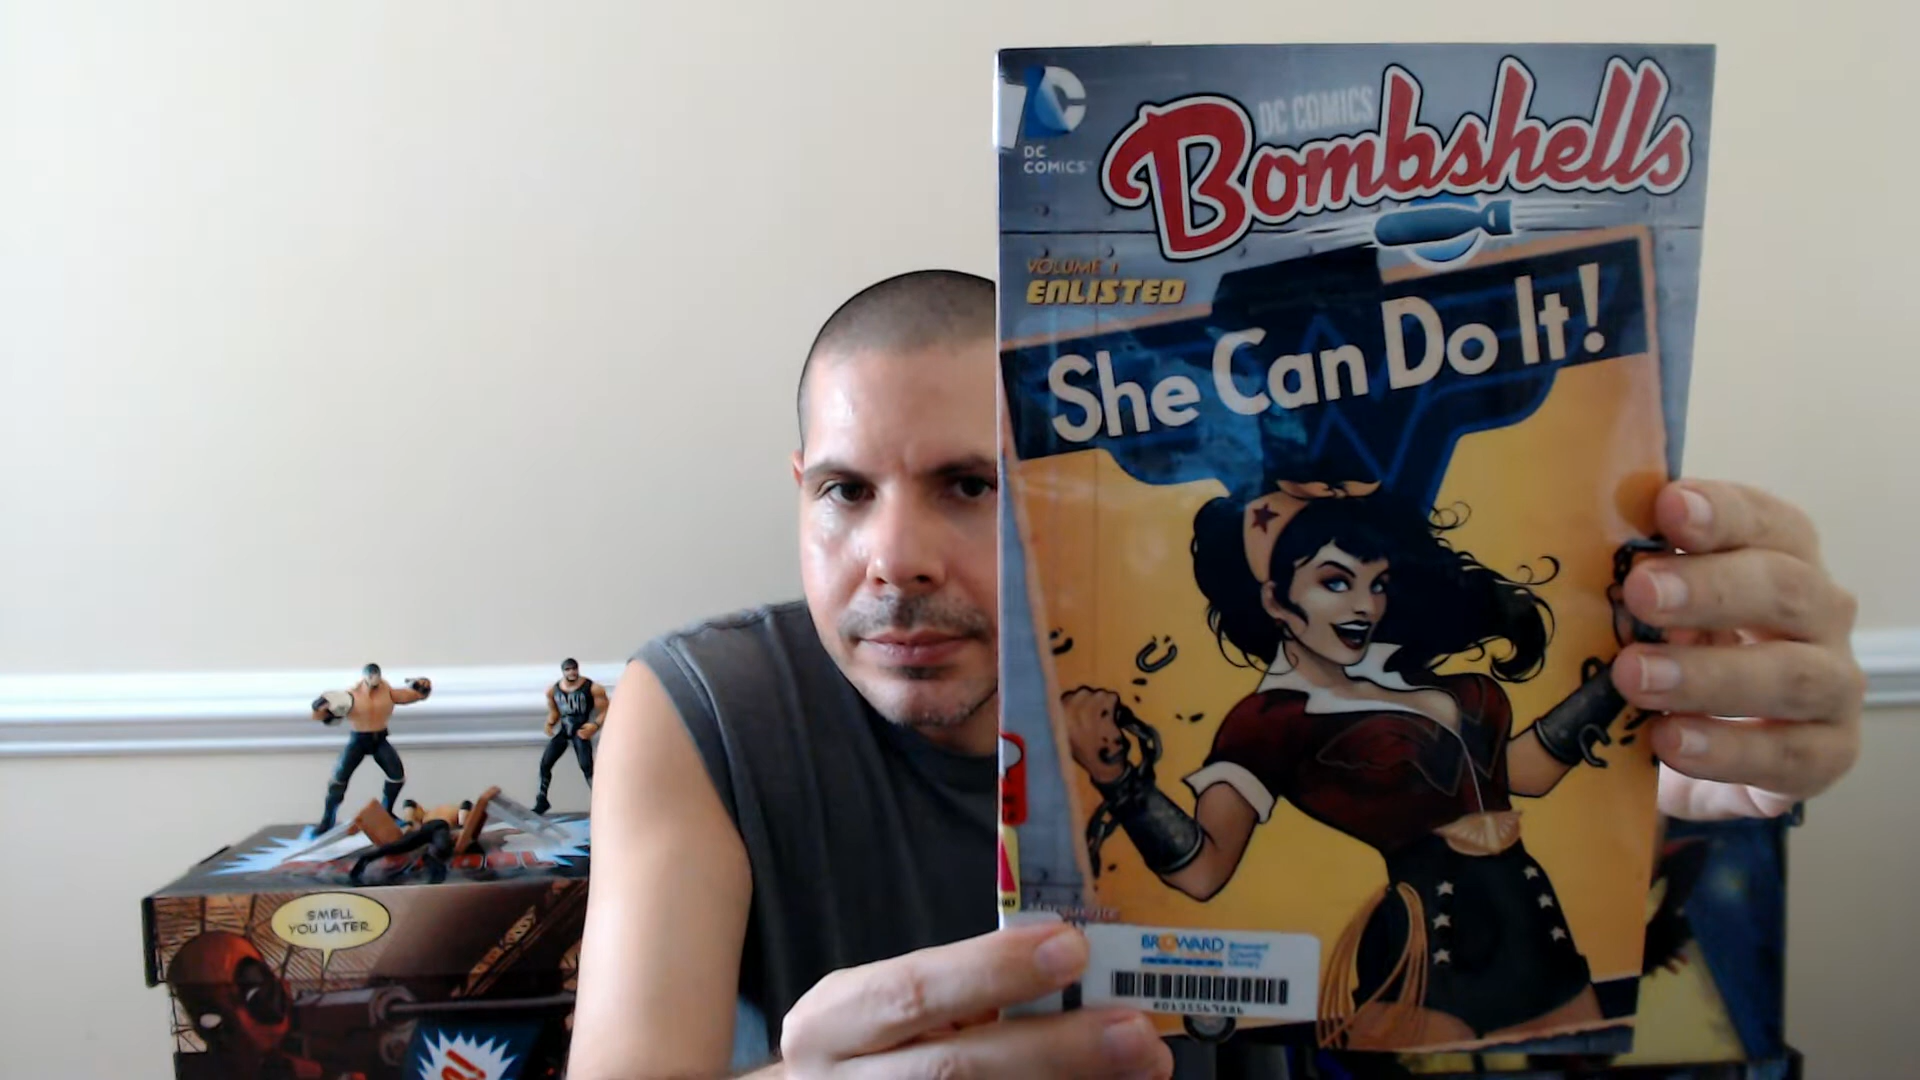 DC
COMICS
DC COMICS
Bombshells
VOLUME 1
ENLISTED
She Can Do It!
BROWARD
Broward
County
Library
SMELL
YOU LATER.